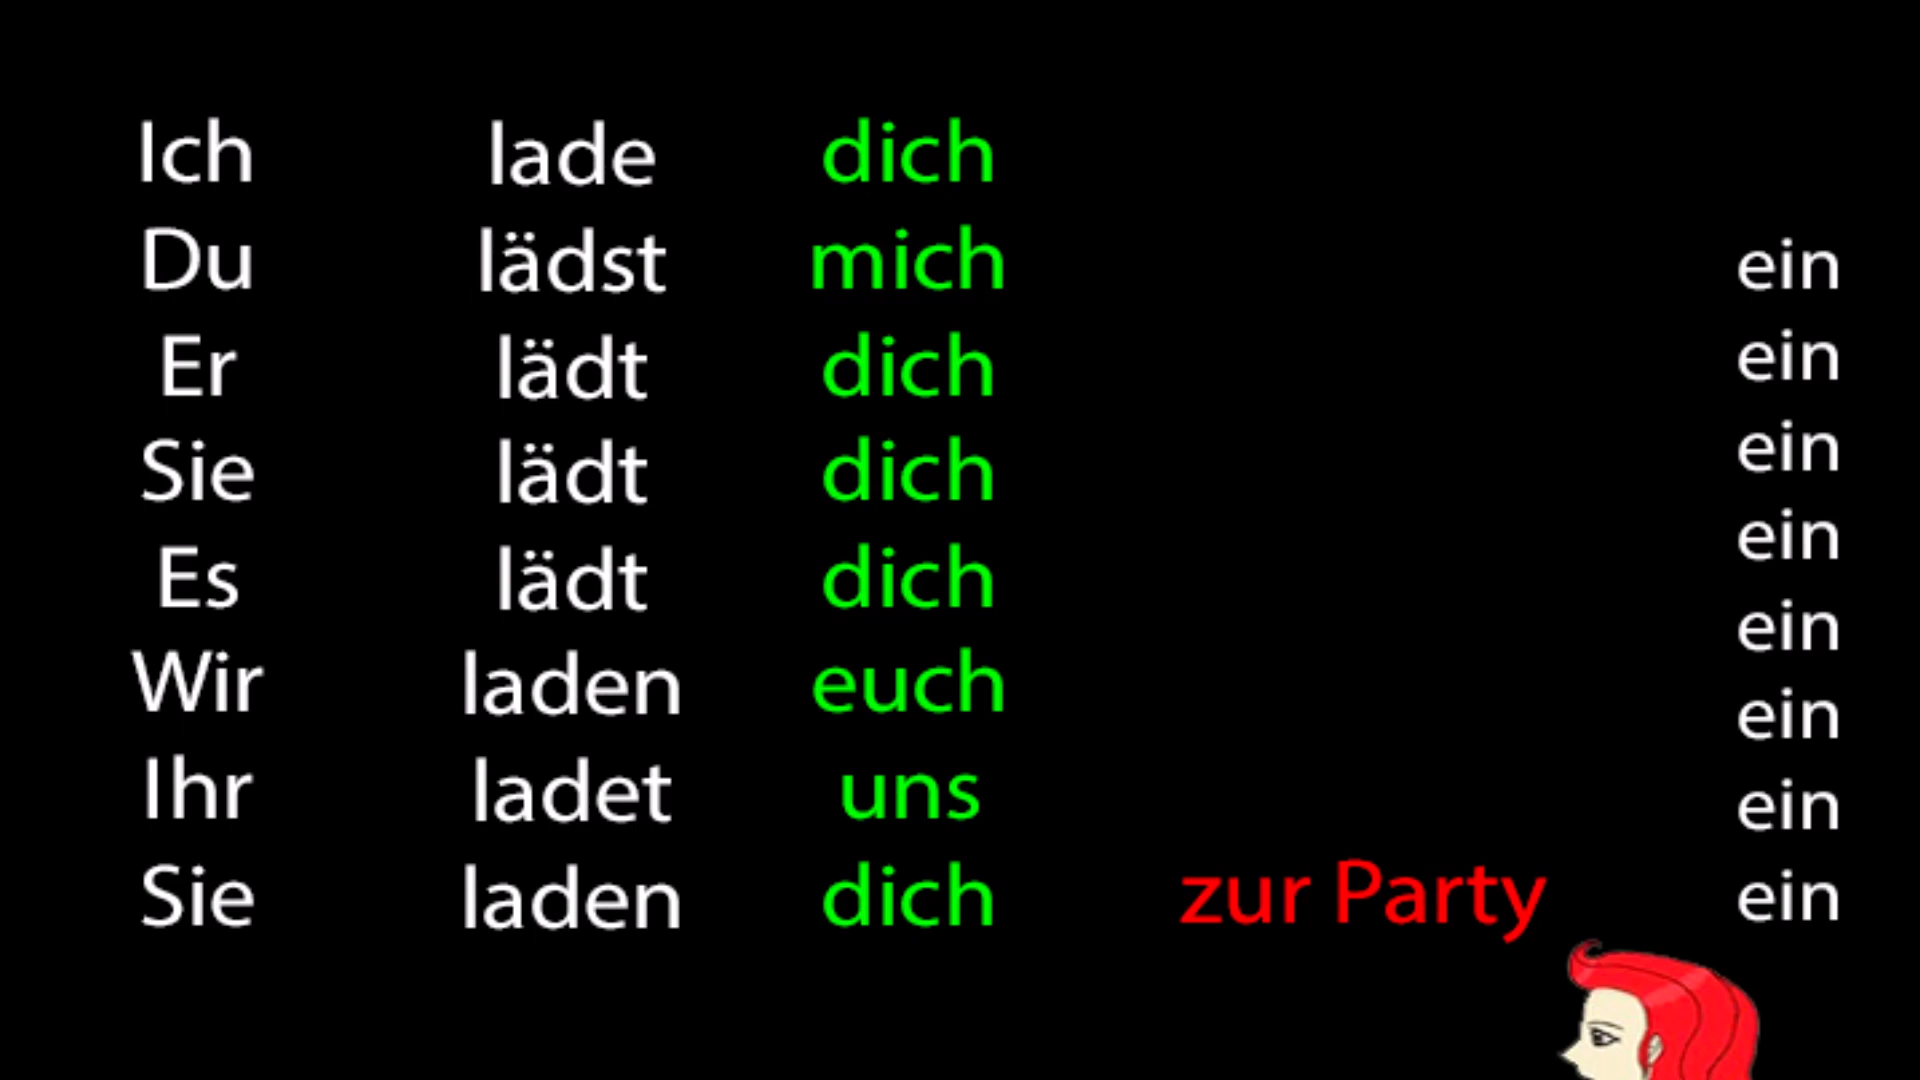 Ich lade dich
Du lädst mich ein
Er lädt dich ein
Sie lädt dich ein
Es lädt dich ein
Wir laden euch ein
Ihr ladet uns ein
Sie laden dich zur Party ein
ein